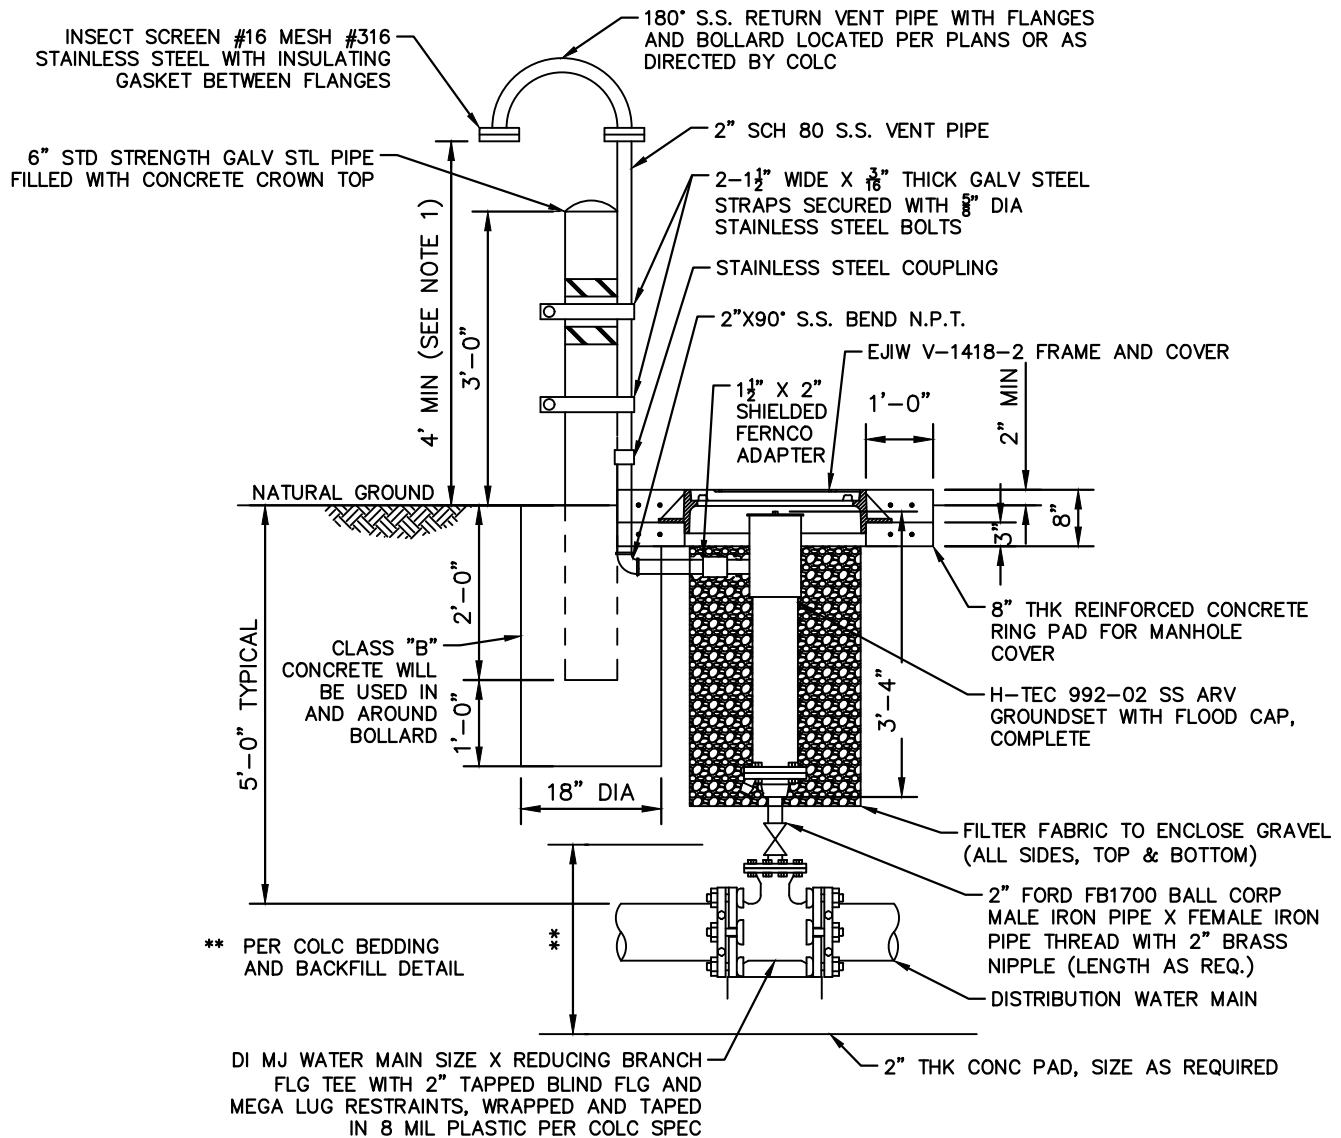 180° S.S. RETURN VENT PIPE WITH FLANGES
AND BOLLARD LOCATED PER PLANS OR AS
DIRECTED BY COLC
INSECT SCREEN #16 MESH #316
STAINLESS STEEL WITH INSULATING
GASKET BETWEEN FLANGES
2" SCH 80 S.S. VENT PIPE
6" STD STRENGTH GALV STL PIPE
FILLED WITH CONCRETE CROWN TOP
2-1 1/2" WIDE X 3/16" THICK GALV STEEL
STRAPS SECURED WITH 5/8" DIA
STAINLESS STEEL BOLTS
STAINLESS STEEL COUPLING
2"X90° S.S. BEND N.P.T.
EJIW V-1418-2 FRAME AND COVER
4' MIN (SEE NOTE 1)
3'-0"
1 1/2" X 2"
SHIELDED
FERNCO
ADAPTER
1'-0"
2" MIN
NATURAL GROUND
8"
3"
5'-0" TYPICAL
2'-0"
1'-0"
CLASS "B"
CONCRETE WILL
BE USED IN
AND AROUND
BOLLARD
18" DIA
3'-4"
8" THK REINFORCED CONCRETE
RING PAD FOR MANHOLE
COVER
H-TEC 992-02 SS ARV
GROUNDSET WITH FLOOD CAP,
COMPLETE
FILTER FABRIC TO ENCLOSE GRAVEL
(ALL SIDES, TOP & BOTTOM)
2" FORD FB1700 BALL CORP
MALE IRON PIPE X FEMALE IRON
PIPE THREAD WITH 2" BRASS
NIPPLE (LENGTH AS REQ.)
** PER COLC BEDDING
AND BACKFILL DETAIL
**
DISTRIBUTION WATER MAIN
DI MJ WATER MAIN SIZE X REDUCING BRANCH
FLG TEE WITH 2" TAPPED BLIND FLG AND
MEGA LUG RESTRAINTS, WRAPPED AND TAPED
IN 8 MIL PLASTIC PER COLC SPEC
2" THK CONC PAD, SIZE AS REQUIRED